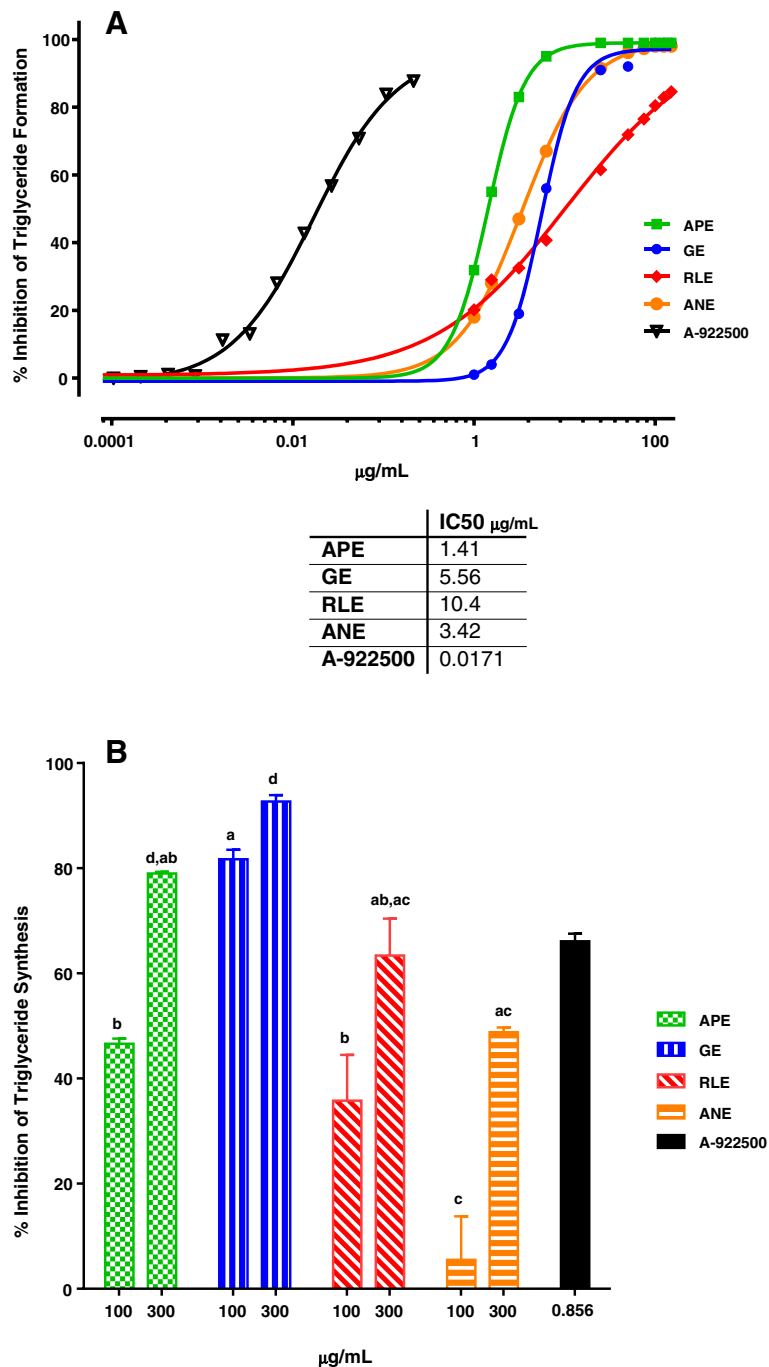 A
% Inhibition of Triglyceride Formation
100
80
60
40
20
0
0.0001
0.01
1
100
μg/mL
APE
GE
RLE
ANE
A-922500
IC50 μg/mL
APE 1.41
GE 5.56
RLE 10.4
ANE 3.42
A-922500 0.0171
B
% Inhibition of Triglyceride Synthesis
100
80
60
40
20
0
b
d,ab
a
d
b
ab,ac
c
ac
100 300 100 300 100 300 100 300 0.856
μg/mL
APE
GE
RLE
ANE
A-922500